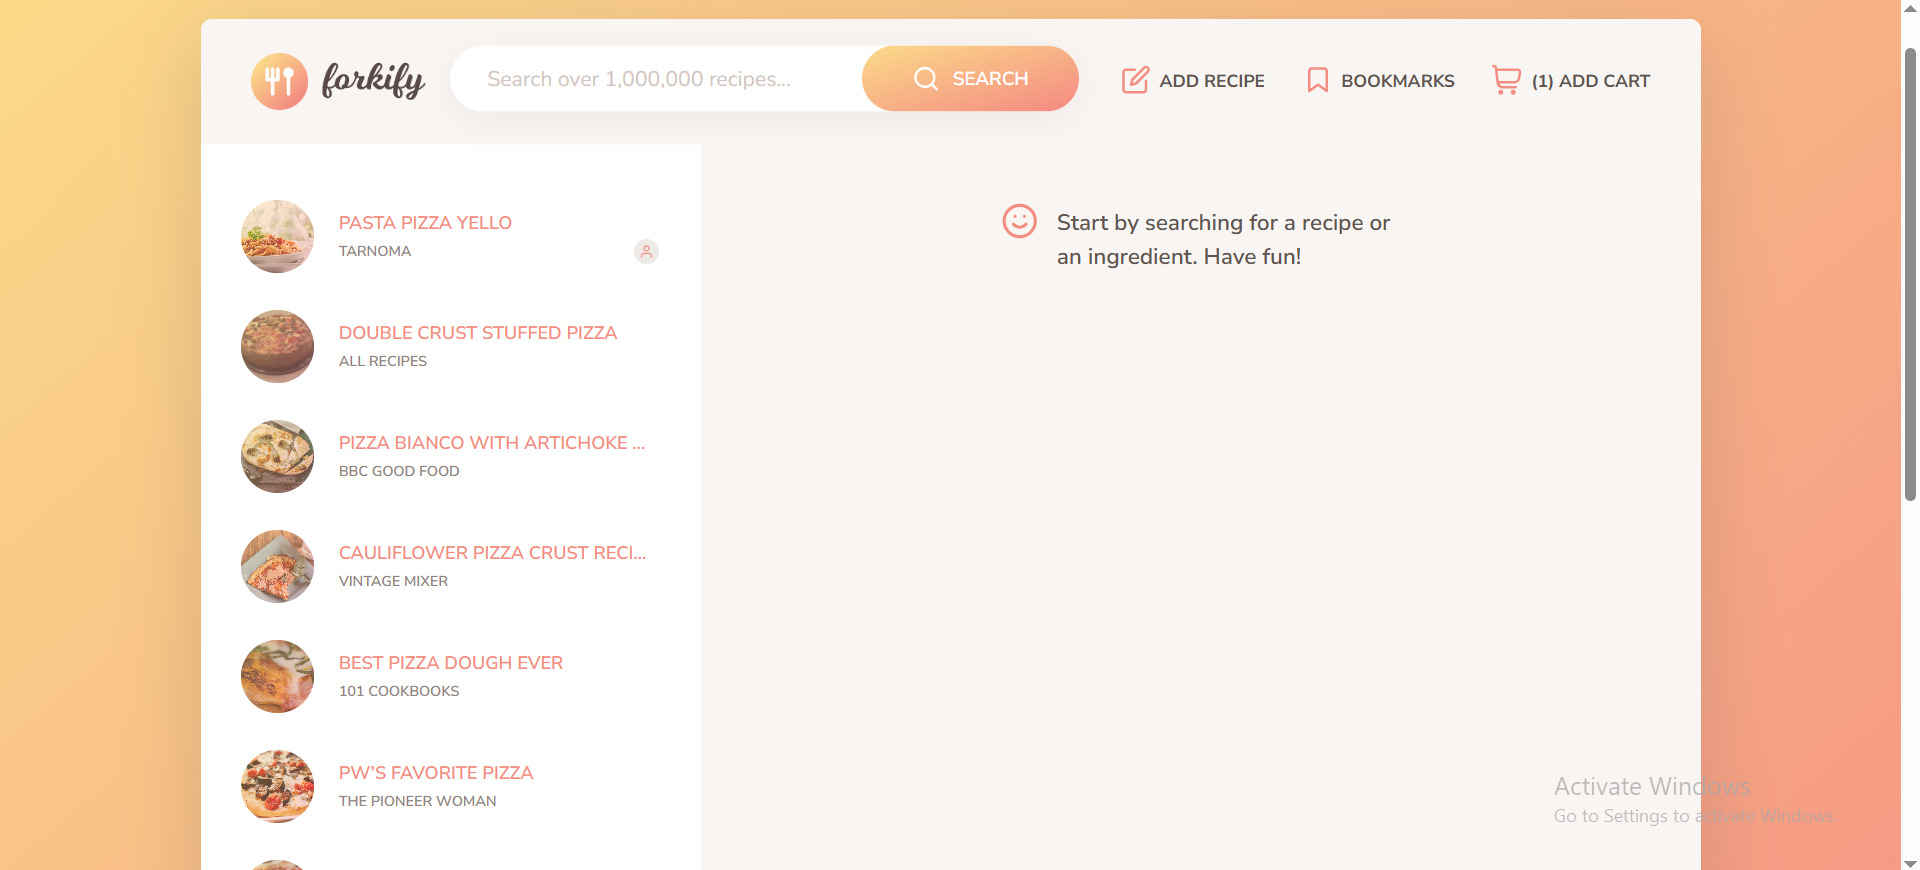 forkify
Search over 1,000,000 recipes...
SEARCH
ADD RECIPE
BOOKMARKS
(1) ADD CART
PASTA PIZZA YELLO
TARNOMA
DOUBLE CRUST STUFFED PIZZA
ALL RECIPES
PIZZA BIANCO WITH ARTICHOKE ...
BBC GOOD FOOD
CAULIFLOWER PIZZA CRUST RECI...
VINTAGE MIXER
BEST PIZZA DOUGH EVER
101 COOKBOOKS
PW'S FAVORITE PIZZA
THE PIONEER WOMAN
Start by searching for a recipe or
an ingredient. Have fun!
Activate Windows
Go to Settings to activate Windows.